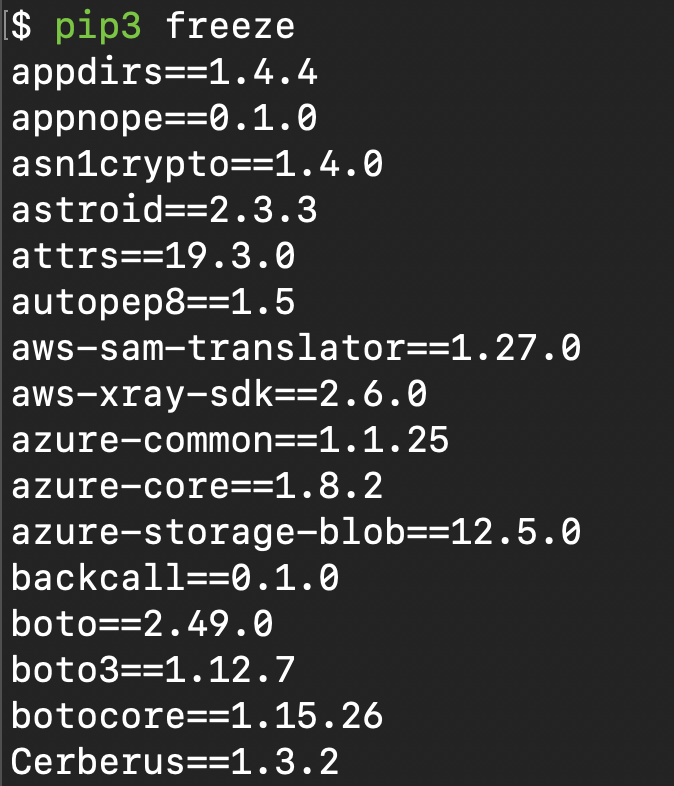 [$ pip3 freeze
appdirs==1.4.4
appnope==0.1.0
asn1crypto==1.4.0
astroid==2.3.3
attrs==19.3.0
autopep8==1.5
aws-sam-translator==1.27.0
aws-xray-sdk==2.6.0
azure-common==1.1.25
azure-core==1.8.2
azure-storage-blob==12.5.0
backcall==0.1.0
boto==2.49.0
boto3==1.12.7
botocore==1.15.26
Cerberus==1.3.2